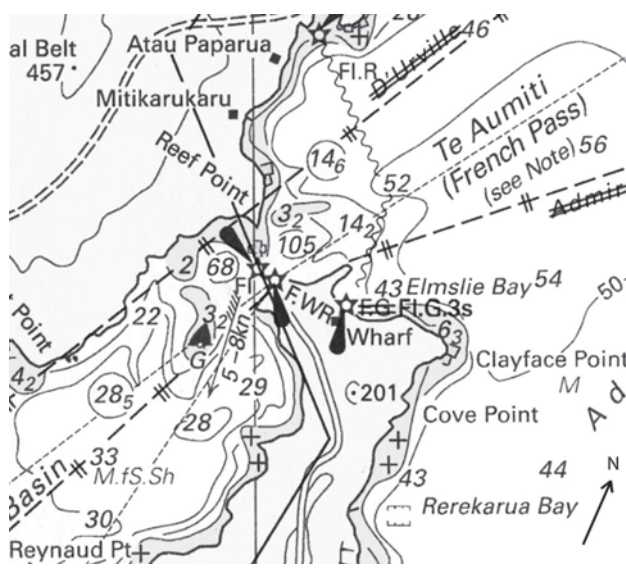 28
al Belt
457
Atau Paparua
Mitikarukaru
Fl.R
D'Urville
46
Te Aumiti
(French Pass)
(see Note)
56
Reef Point
14₆
52
3₂
14₂
105
Admir
2
68
Fl
F.WR
43
Elmslie Bay
54
F.G Fl.G.3s
50
Wharf
6₃
Point
22
3₂
G
5-8kn
4₂
28₅
29
28
201
Clayface Point
M
Cove Point
Ad
Basin
33
M.fS.Sh
43
44
N
30
Rerekarua Bay
Reynaud Pt